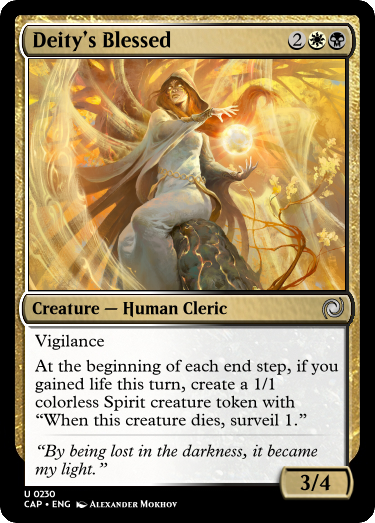 Deity's Blessed 2
Creature — Human Cleric
Vigilance
At the beginning of each end step, if you
gained life this turn, create a 1/1
colorless Spirit creature token with
“When this creature dies, surveil 1.”
“By being lost in the darkness, it became
my light.”
3/4
U 0230
CAP • ENG Alexander Mokhov